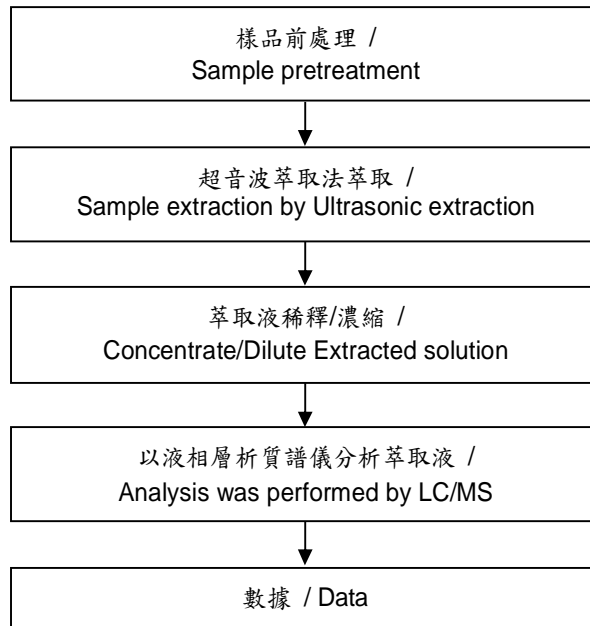 樣品前處理 /
Sample pretreatment
超音波萃取法萃取 /
Sample extraction by Ultrasonic extraction
萃取液稀釋/濃縮 /
Concentrate/Dilute Extracted solution
以液相層析質譜儀分析萃取液 /
Analysis was performed by LC/MS
數據 / Data